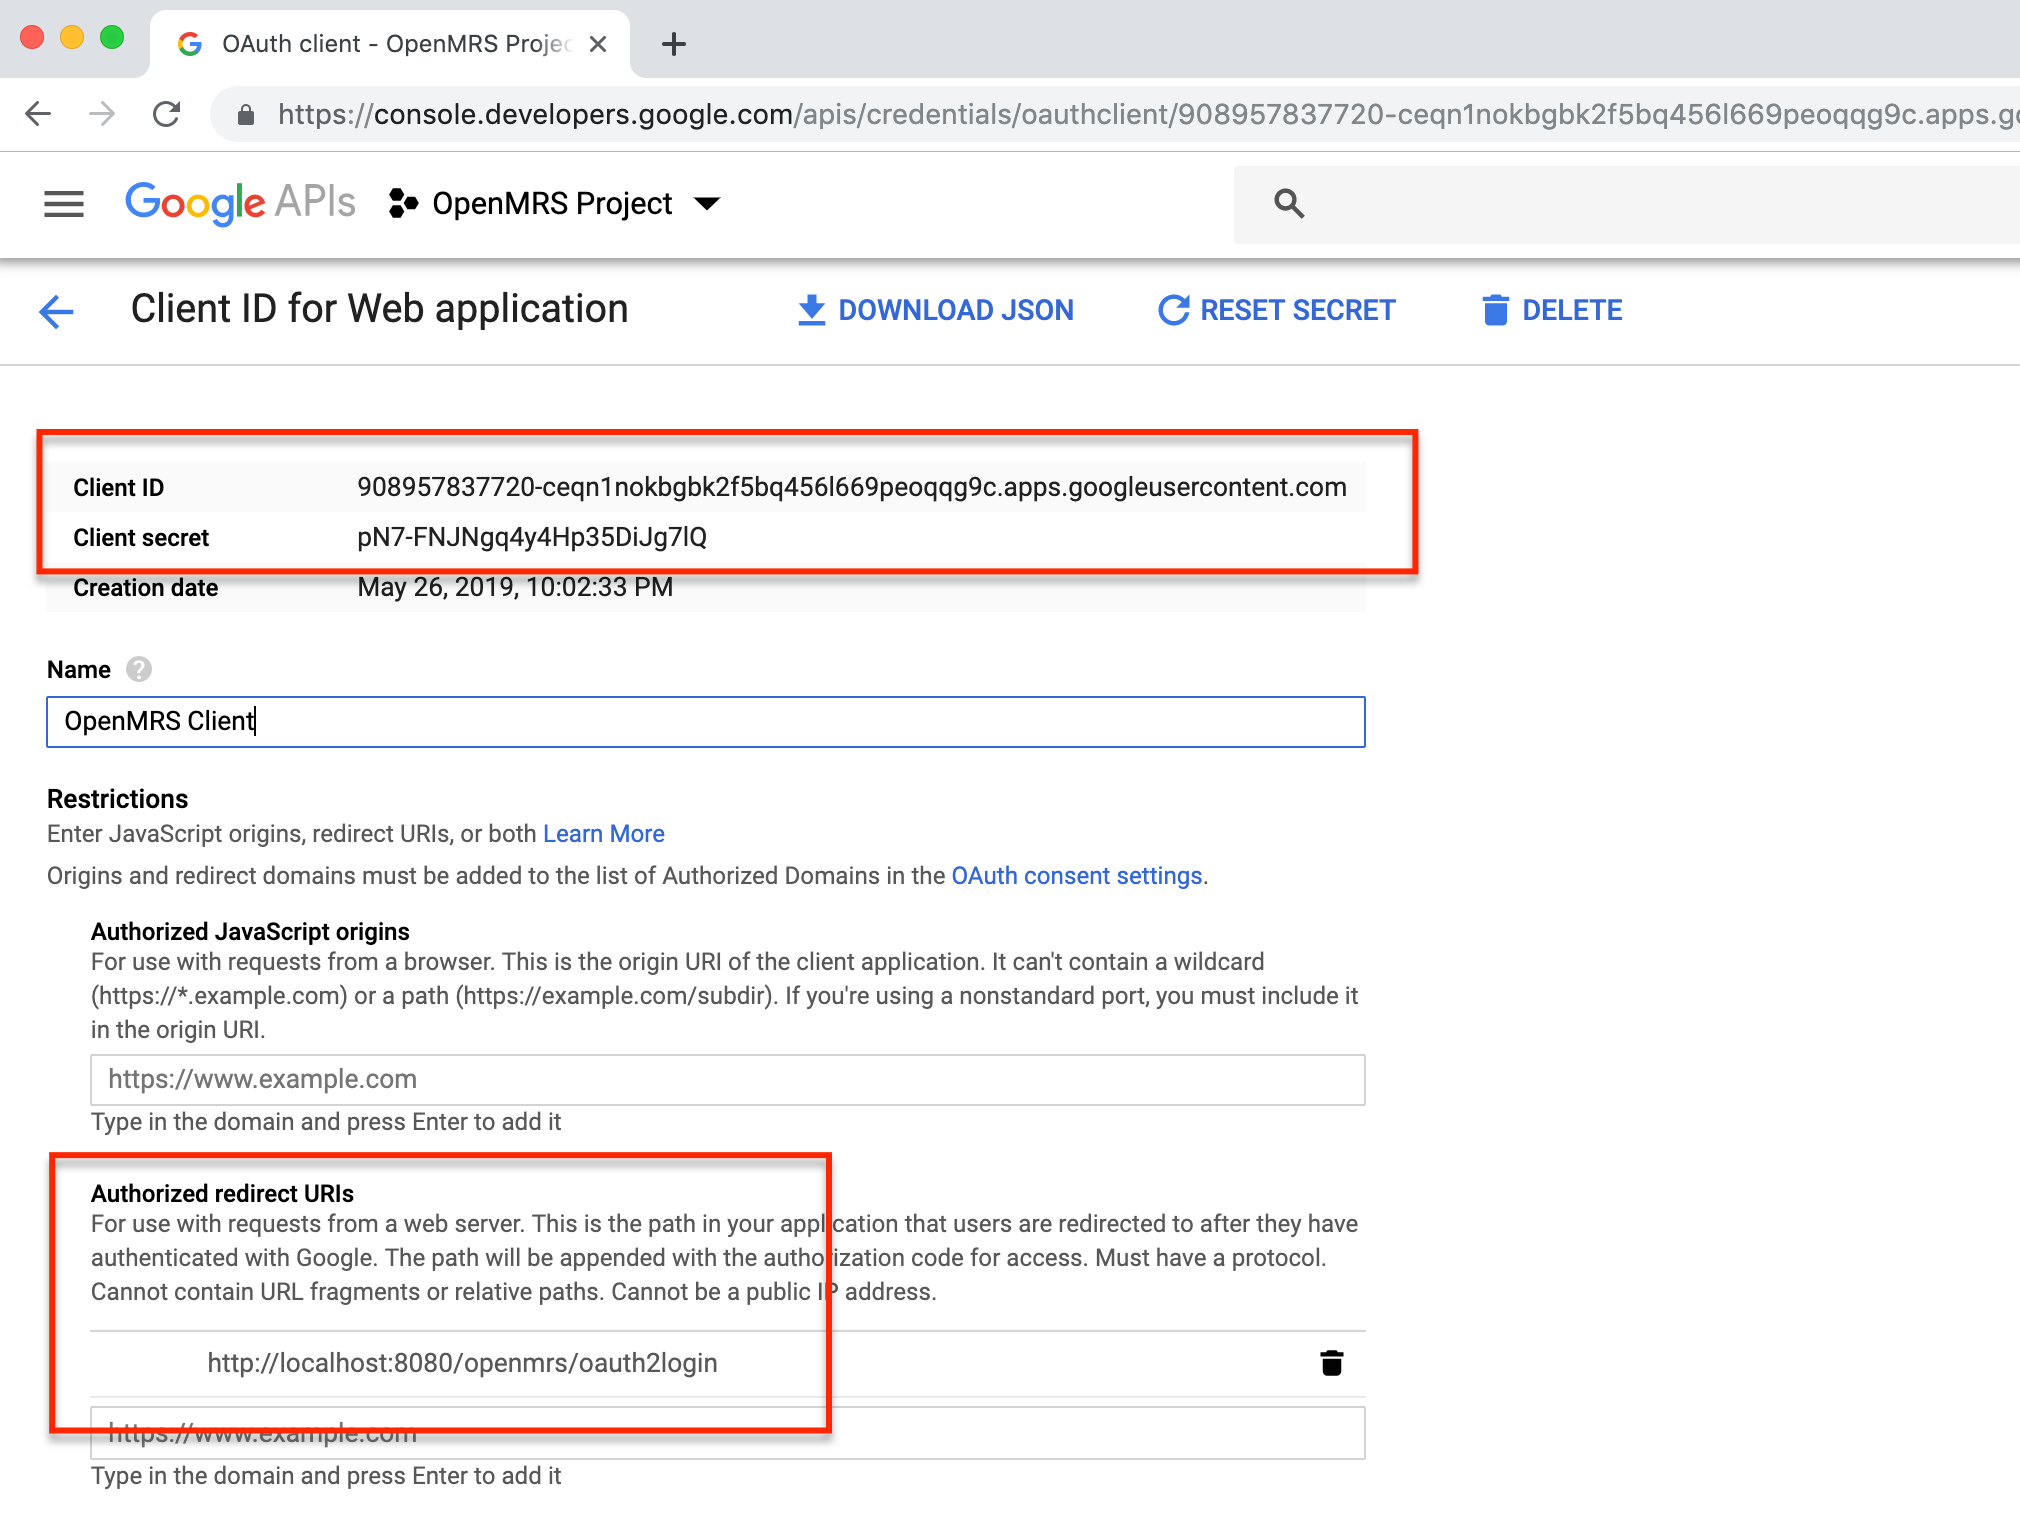 OAuth client - OpenMRS Projec
https://console.developers.google.com/apis/credentials/oauthclient/908957837720-ceqn1nokbgbk2f5bq456l669peoqqg9c.apps.g
Google APIs OpenMRS Project
Client ID for Web application DOWNLOAD JSON RESET SECRET DELETE
Client ID 908957837720-ceqn1nokbgbk2f5bq456l669peoqqg9c.apps.googleusercontent.com
Client secret pN7-FNJNgq4y4Hp35DiJg7lQ
Creation date May 26, 2019, 10:02:33 PM
Name
OpenMRS Client
Restrictions
Enter JavaScript origins, redirect URIs, or both Learn More
Origins and redirect domains must be added to the list of Authorized Domains in the OAuth consent settings.
Authorized JavaScript origins
For use with requests from a browser. This is the origin URI of the client application. It can't contain a wildcard
(https://*.example.com) or a path (https://example.com/subdir). If you're using a nonstandard port, you must include it
in the origin URI.
https://www.example.com
Type in the domain and press Enter to add it
Authorized redirect URIs
For use with requests from a web server. This is the path in your application that users are redirected to after they have
authenticated with Google. The path will be appended with the authorization code for access. Must have a protocol.
Cannot contain URL fragments or relative paths. Cannot be a public IP address.
http://localhost:8080/openmrs/oauth2login
https://www.example.com
Type in the domain and press Enter to add it